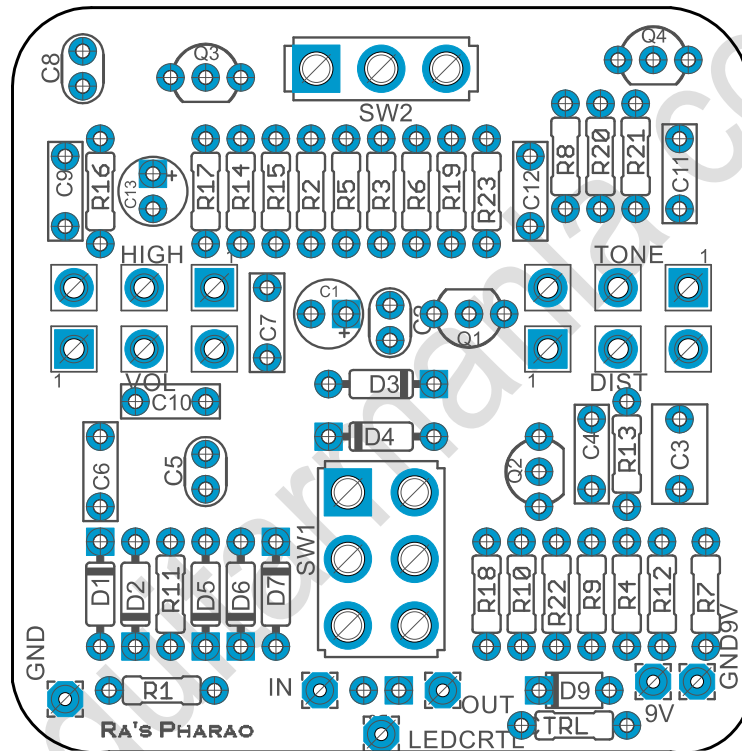 C8
Q3
SW2
Q4
C9
R16
C13
+
R17
R14
R15
R2
R5
R3
R6
R19
R23
C12
R8
R20
R21
C11
HIGH
1
TONE
1
C7
C1
+
C2
Q1
1
VOL
1
DIST
D3
C10
D4
C6
C5
Q2
C4
R13
C3
SW1
D1
D2
R11
D5
D6
D7
R18
R10
R22
R9
R4
R12
R7
GND
R1
IN
OUT
D9
9V
GND9V
RA'S PHARAO
LEDCRTL
TRL
guitarmania.co